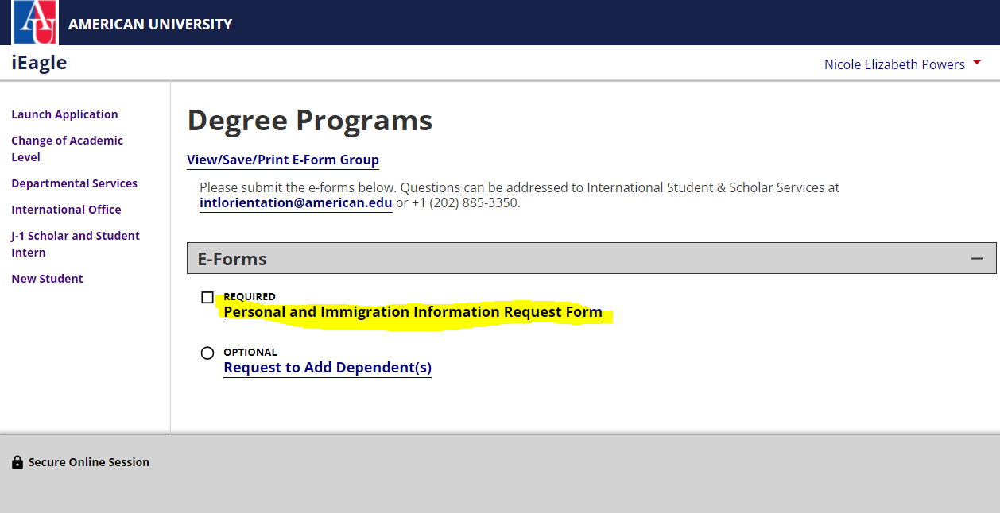 AU
AMERICAN UNIVERSITY
iEagle
Nicole Elizabeth Powers
Launch Application
Change of Academic
Level
Departmental Services
International Office
J-1 Scholar and Student
Intern
New Student
Degree Programs
View/Save/Print E-Form Group
Please submit the e-forms below. Questions can be addressed to International Student & Scholar Services at
intlorientation@american.edu or +1 (202) 885-3350.
E-Forms
REQUIRED
Personal and Immigration Information Request Form
OPTIONAL
Request to Add Dependent(s)
Secure Online Session